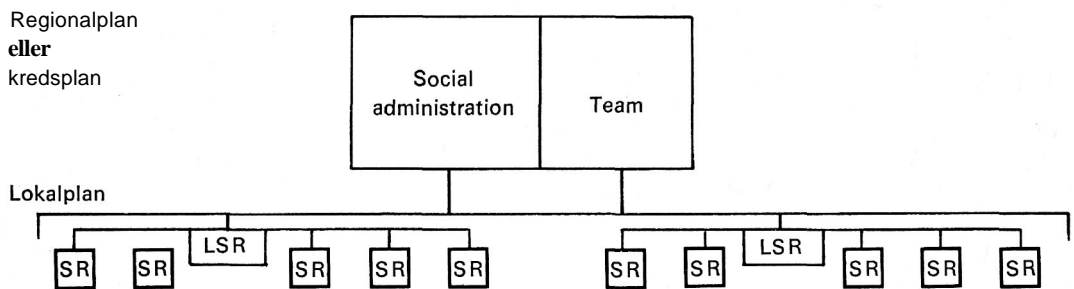 Regionalplan
eller
kredsplan
Social
administration
Team
Lokalplan
SR SR LSR SR SR SR SR SR LSR SR SR SR